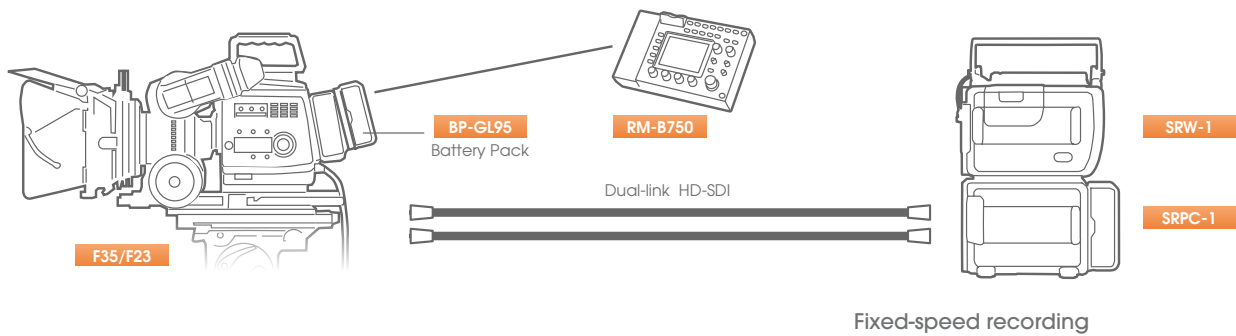 BP-GL95
Battery Pack
RM-B750
SRW-1
Dual-link HD-SDI
SRPC-1
F35/F23
Fixed-speed recording